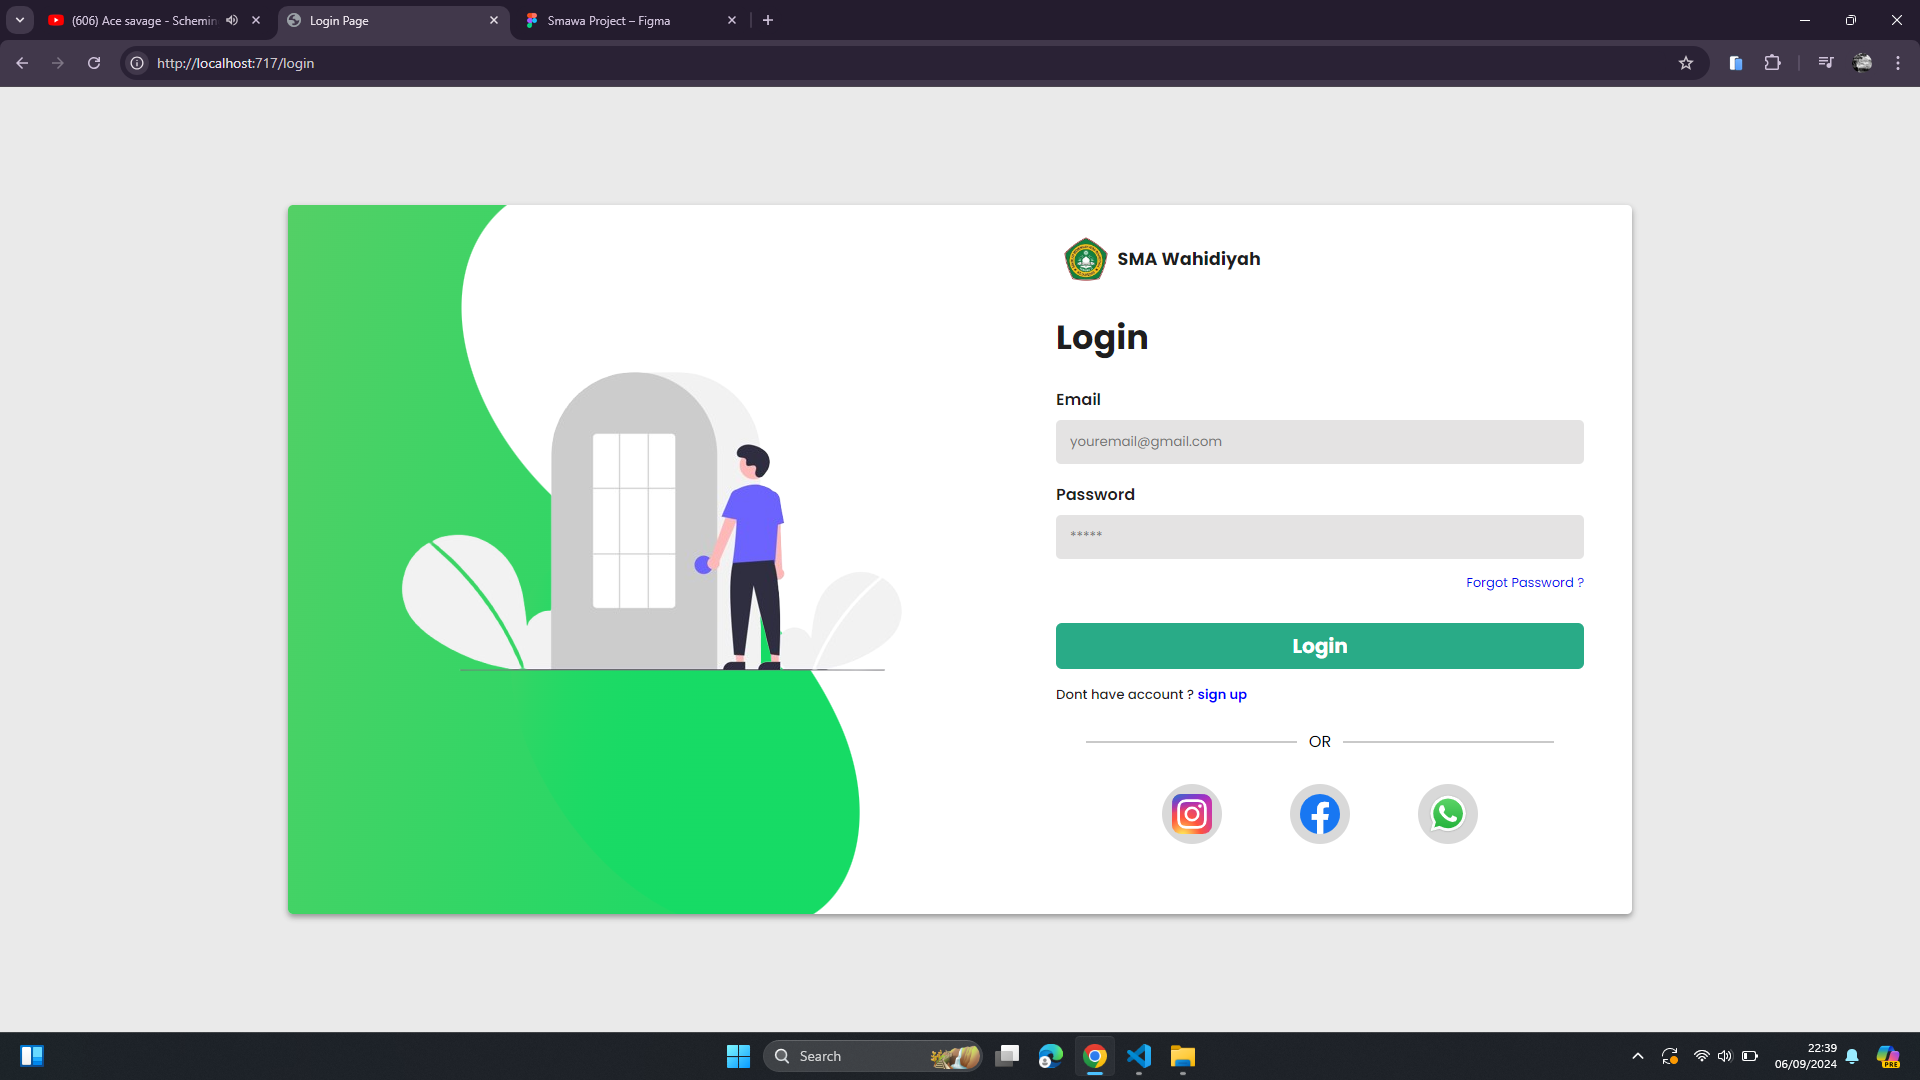 (606) Ace savage - Schemin
Login Page
Smawa Project – Figma
http://localhost:717/login
SMA Wahidiyah
Login
Email
youremail@gmail.com
Password
*****
Forgot Password ?
Login
Dont have account ? sign up
OR
Search
22:39
06/09/2024
PRE